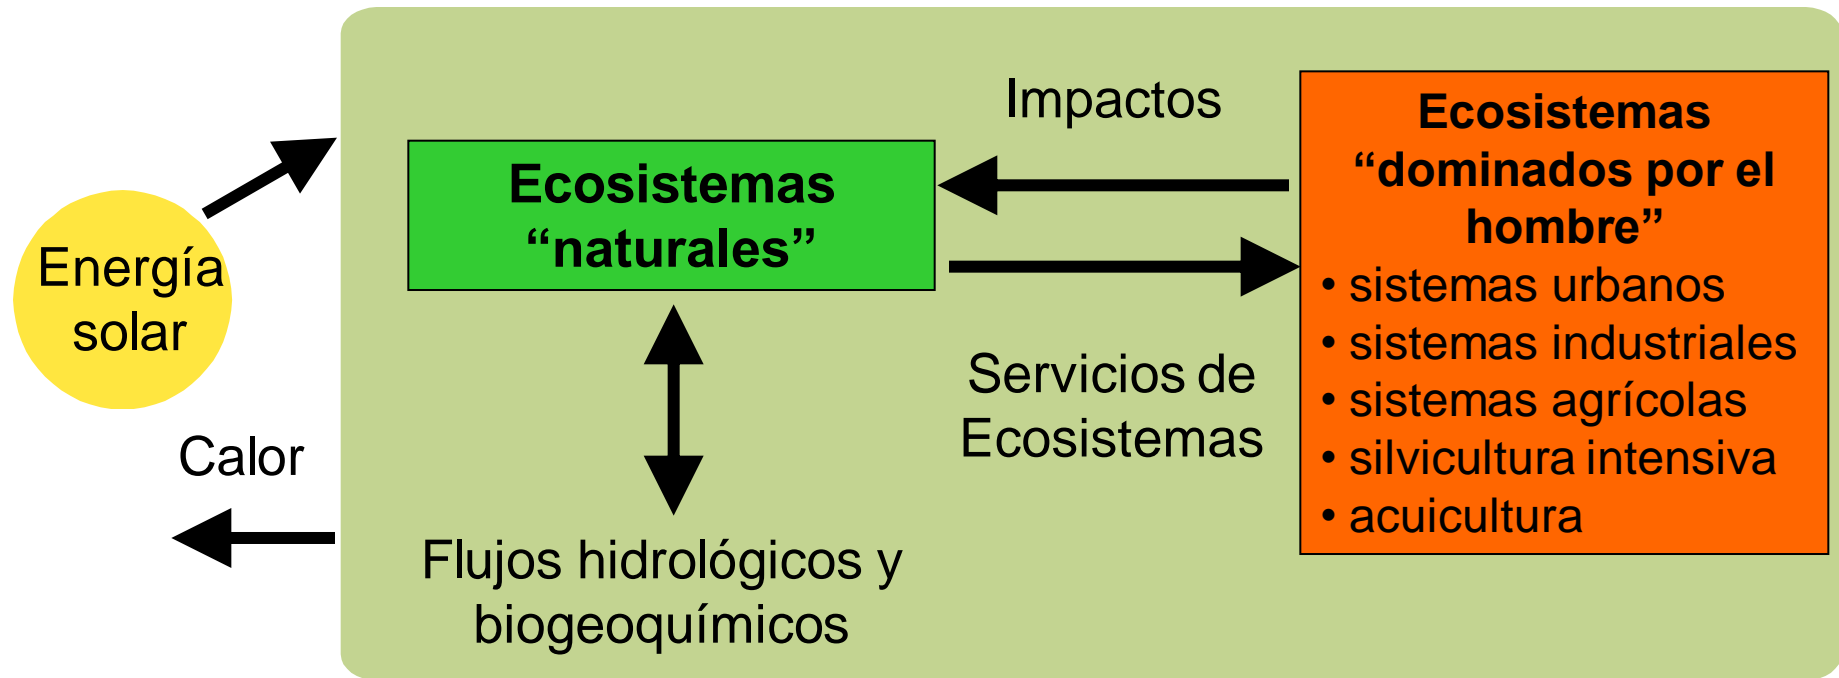 Energía
solar
Calor
Ecosistemas
“naturales”
Flujos hidrológicos y
biogeoquímicos
Impactos
Servicios de
Ecosistemas
Ecosistemas
“dominados por el
hombre”
• sistemas urbanos
• sistemas industriales
• sistemas agrícolas
• silvicultura intensiva
• acuicultura